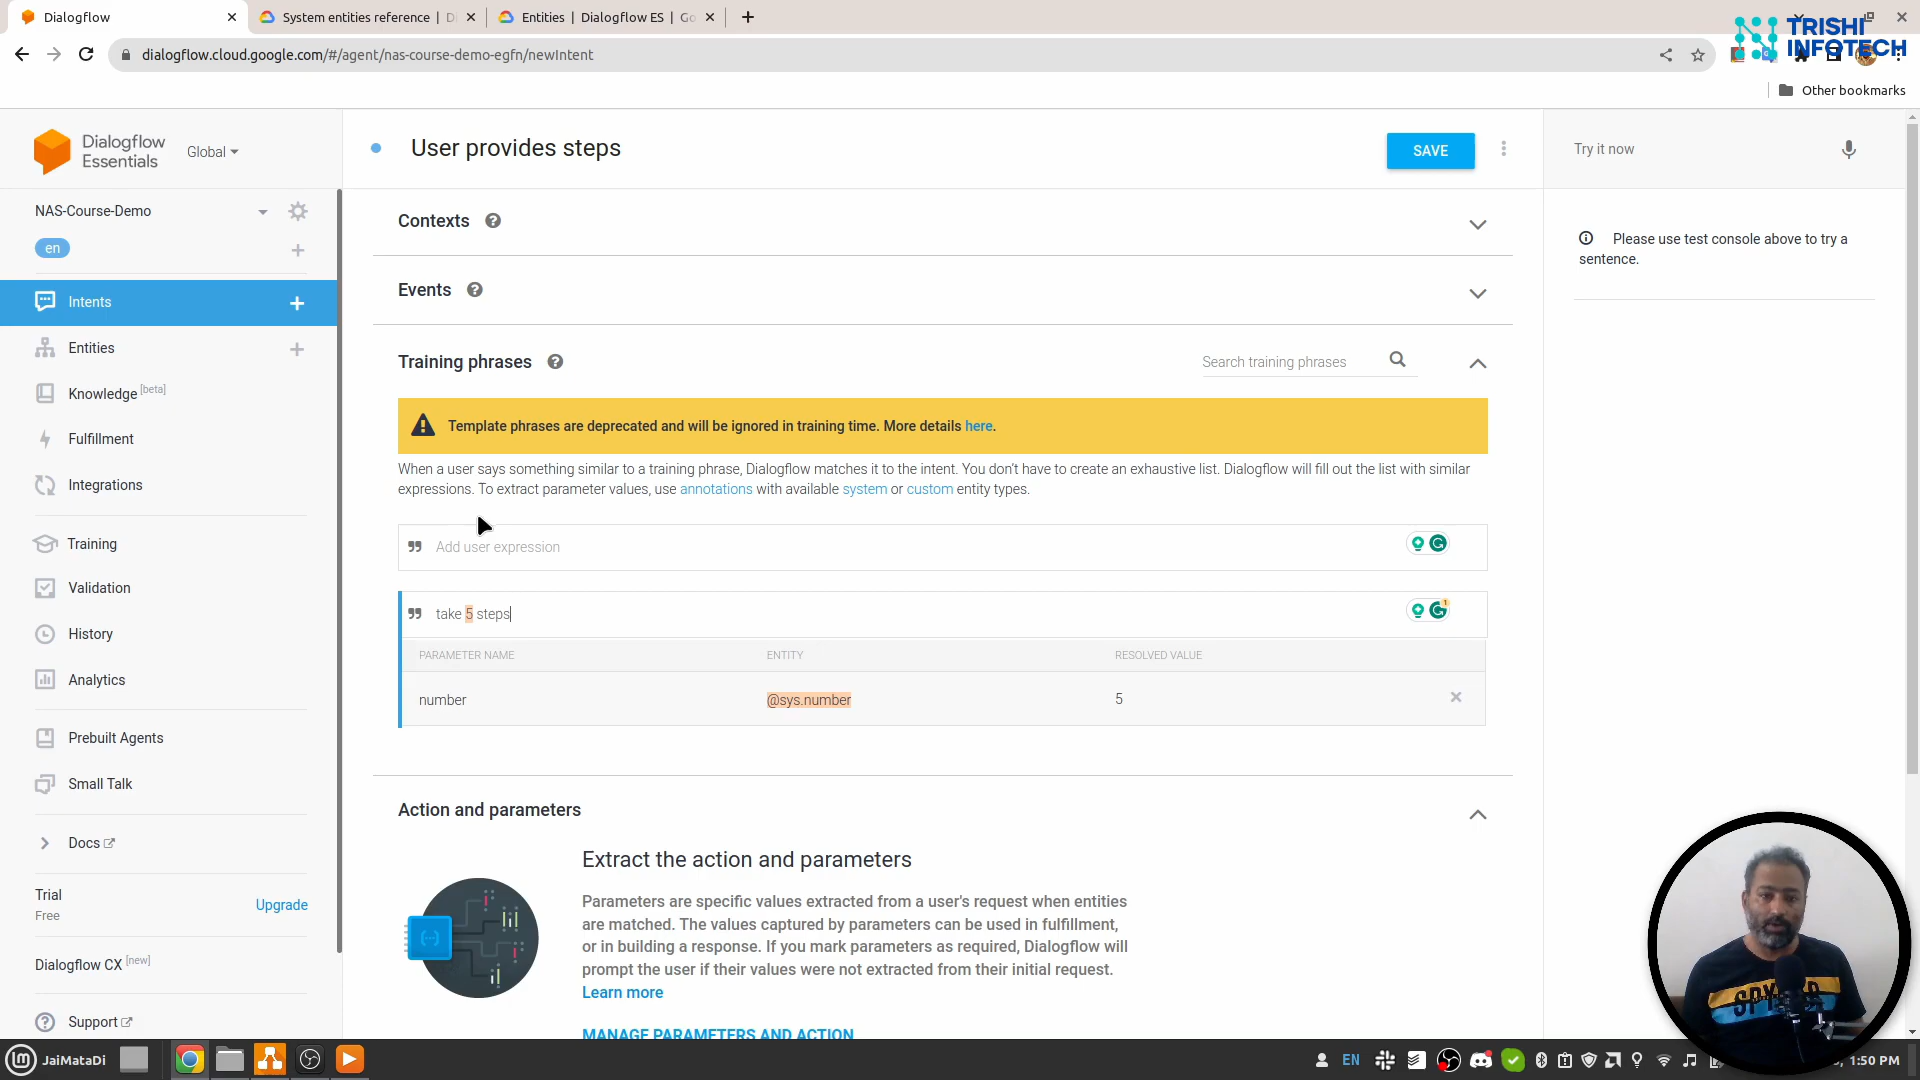 Dialogflow
System entities reference | Di
Entities | Dialogflow ES | Go
dialogflow.cloud.google.com/#/agent/nas-course-demo-egfn/newIntent
TRISHI
INFOTECH
Other bookmarks
Dialogflow
Essentials
Global
User provides steps
SAVE
Try it now
NAS-Course-Demo
en
Please use test console above to try a
sentence.
Contexts
Events
Intents
Entities
Knowledge [beta]
Fulfillment
Integrations
Training
Validation
History
Analytics
Prebuilt Agents
Small Talk
Docs
Trial
Free
Upgrade
Dialogflow CX [new]
Support
Training phrases
Search training phrases
Template phrases are deprecated and will be ignored in training time. More details here.
When a user says something similar to a training phrase, Dialogflow matches it to the intent. You don't have to create an exhaustive list. Dialogflow will fill out the list with similar
expressions. To extract parameter values, use annotations with available system or custom entity types.
Add user expression
take 5 steps
1
PARAMETER NAME ENTITY RESOLVED VALUE
number @sys.number 5
Action and parameters
Extract the action and parameters
Parameters are specific values extracted from a user's request when entities
are matched. The values captured by parameters can be used in fulfillment,
or in building a response. If you mark parameters as required, Dialogflow will
prompt the user if their values were not extracted from their initial request.
Learn more
MANAGE PARAMETERS AND ACTION
JaiMataDi
EN
1:50 PM